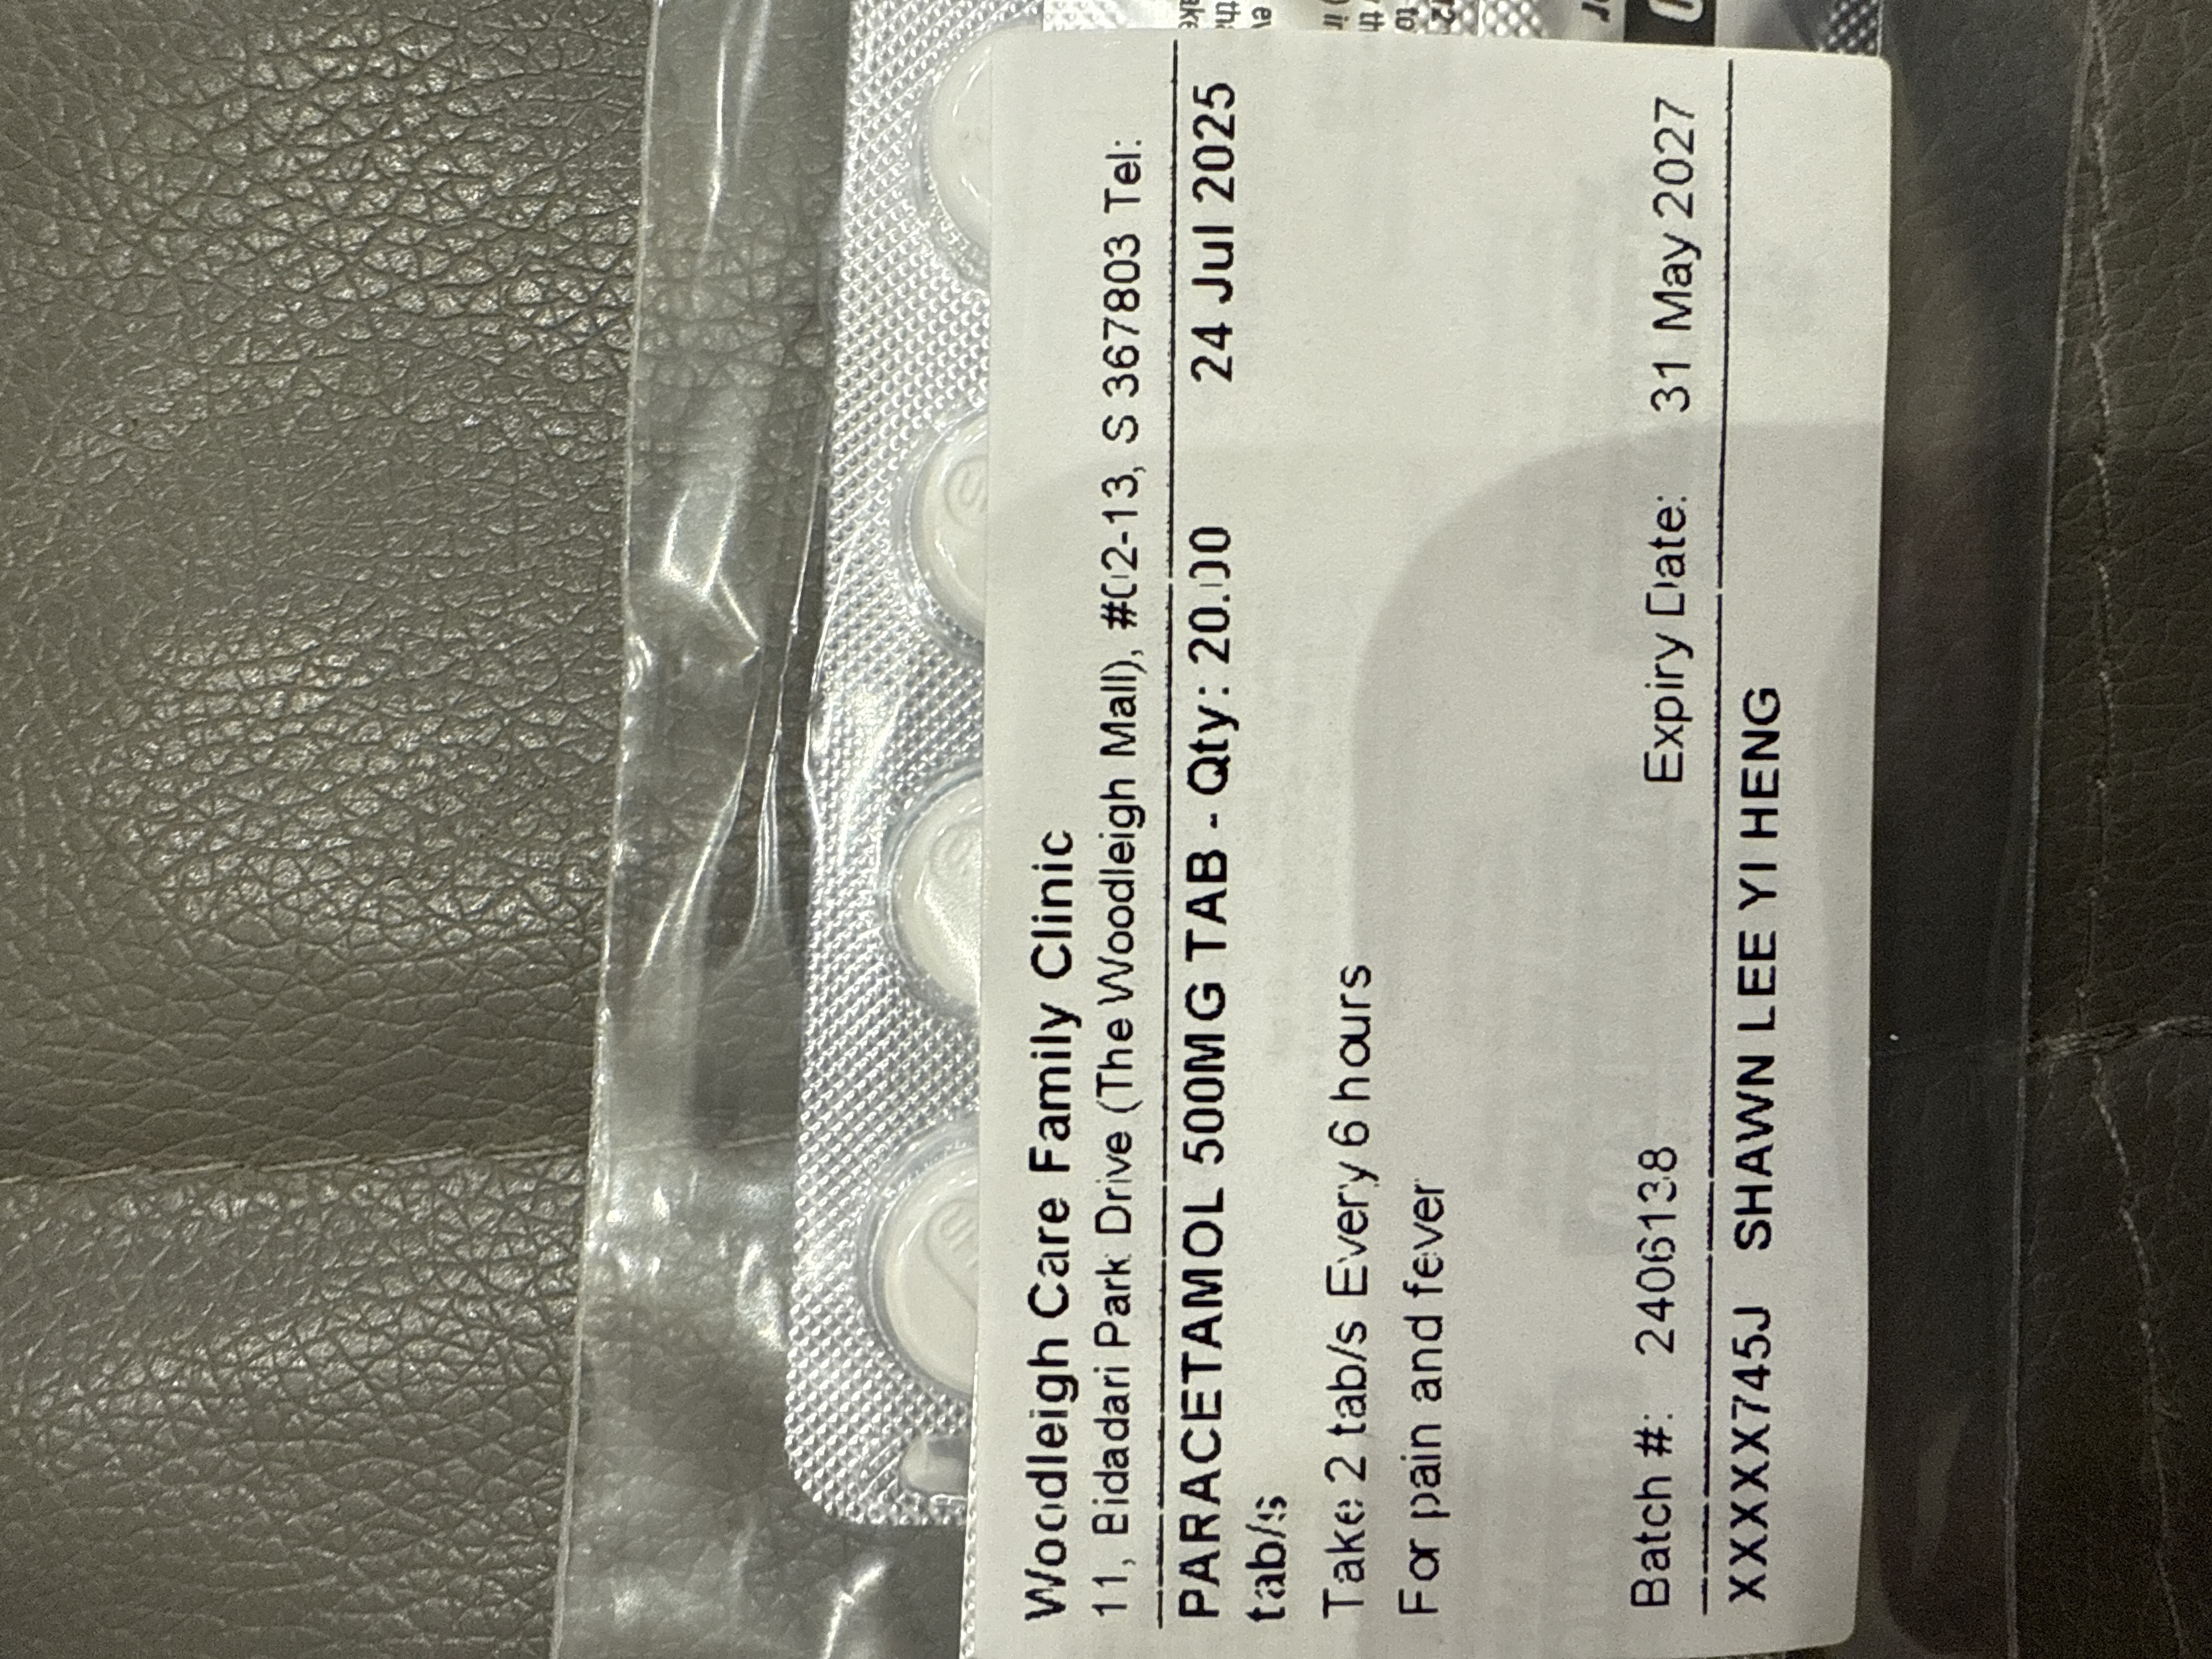 Woodleigh Care Family Clinic
11, Bidadari Park Drive (The Woodleigh Mall), #02-13, S 367803 Tel:
PARACETAMOL 500MG TAB - Qty: 20.00 24 Jul 2025
tab/s
Take 2 tab/s Every 6 hours
For pain and fever
Batch #: 2406138 Expiry Date: 31 May 2027
XXXXX745J SHAWN LEE YI HENG